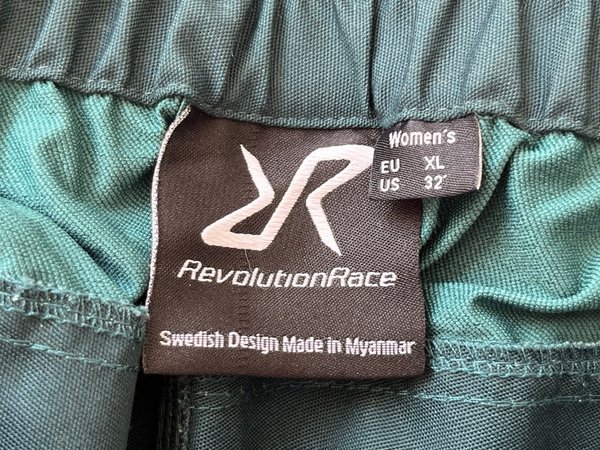 Women's
EU XL
US 32"
RevolutionRace
Swedish Design Made in Myanmar